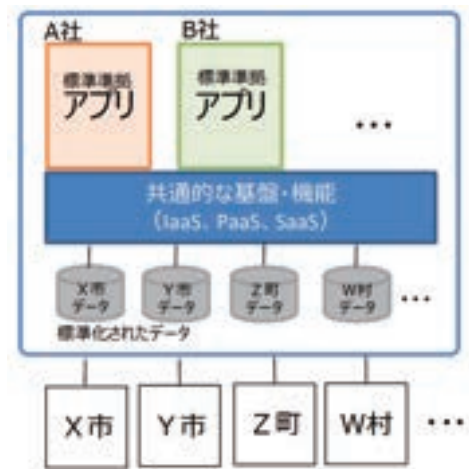 A社
B社
標準準拠
アプリ
標準準拠
アプリ
…
共通的な基盤・機能
(IaaS、PaaS、SaaS)
X市
データ
Y市
データ
Z町
データ
W村
データ
…
標準化されたデータ
X市
Y市
Z町
W村
…